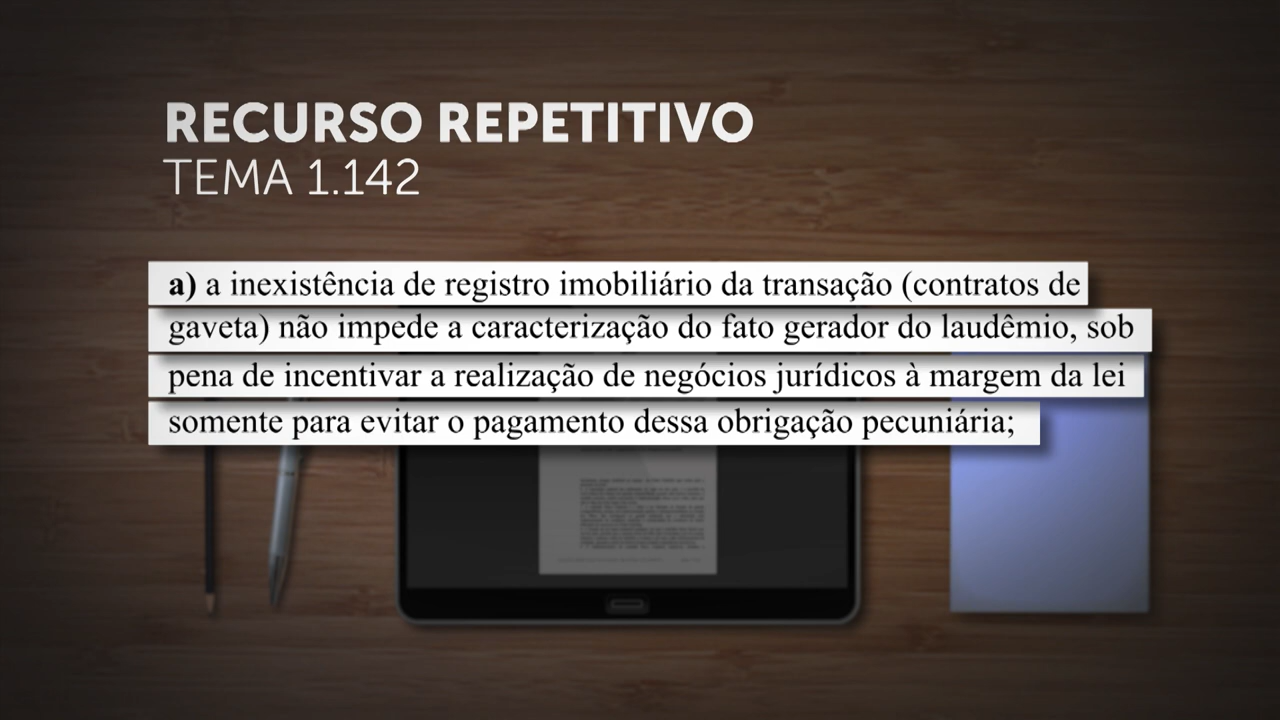 RECURSO REPETITIVO
TEMA 1.142
a) a inexistência de registro imobiliário da transação (contratos de
gaveta) não impede a caracterização do fato gerador do laudêmio, sob
pena de incentivar a realização de negócios jurídicos à margem da lei
somente para evitar o pagamento dessa obrigação pecuniária;